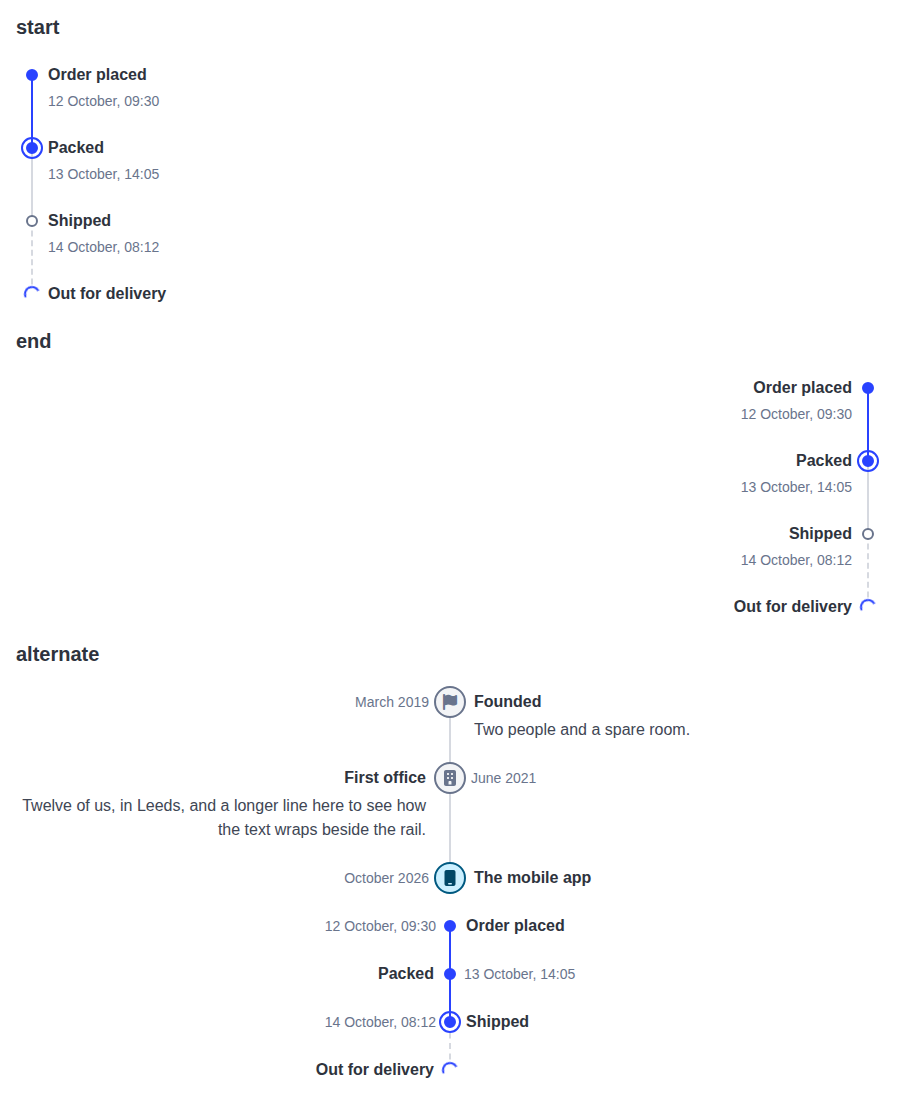 start
Order placed
12 October, 09:30
Packed
13 October, 14:05
Shipped
14 October, 08:12
Out for delivery
end
Order placed
12 October, 09:30
Packed
13 October, 14:05
Shipped
14 October, 08:12
Out for delivery
alternate
March 2019 Founded
Two people and a spare room.
First office June 2021
Twelve of us, in Leeds, and a longer line here to see how
the text wraps beside the rail.
October 2026 The mobile app
12 October, 09:30 Order placed
Packed 13 October, 14:05
14 October, 08:12 Shipped
Out for delivery